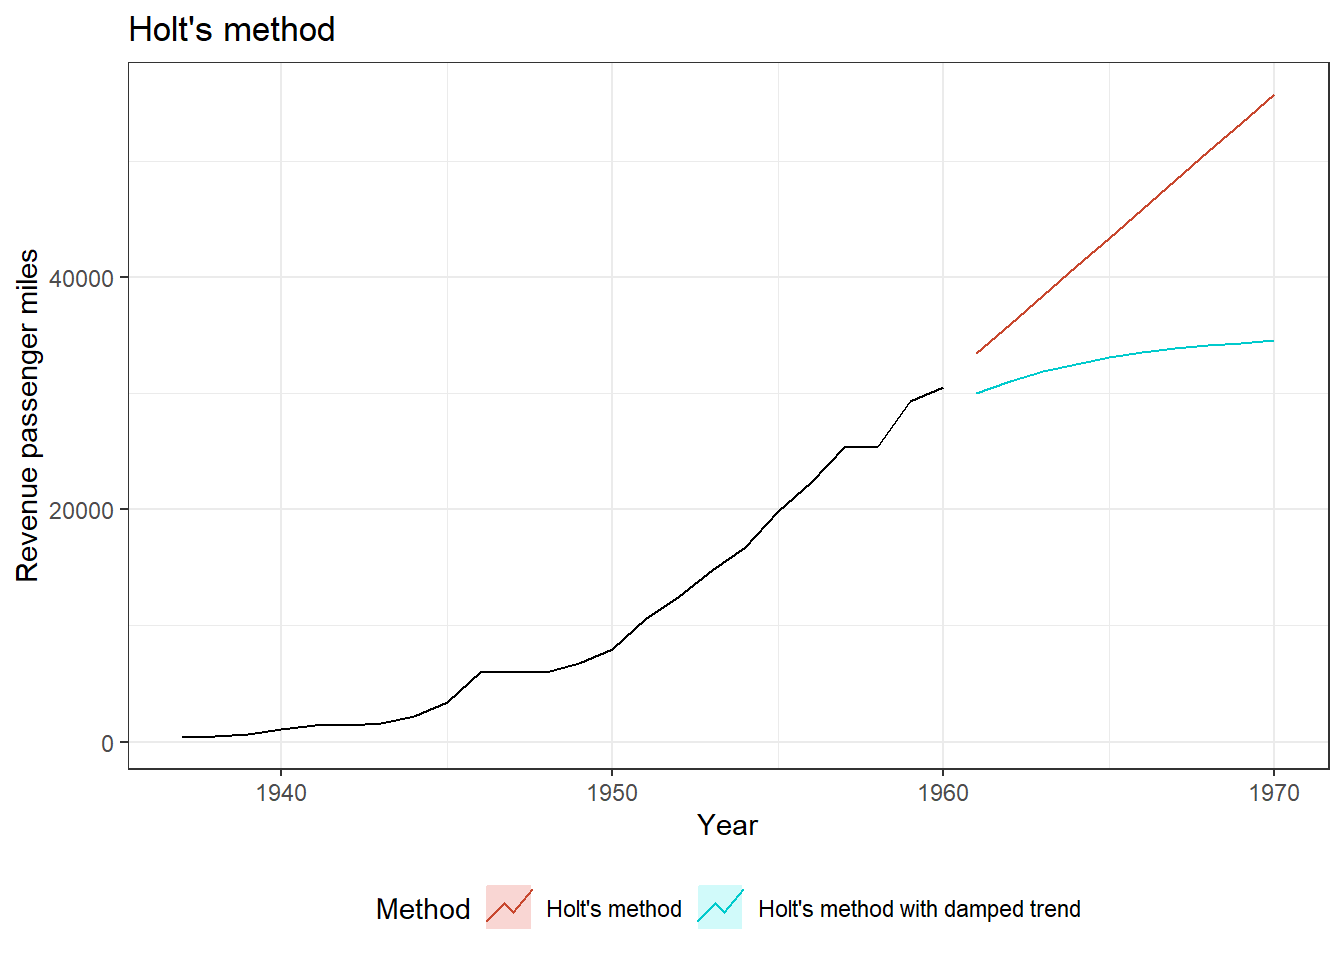 Holt's method
Revenue passenger miles
40000
20000
0
1940 1950 1960 1970
Year
Method Holt's method Holt's method with damped trend